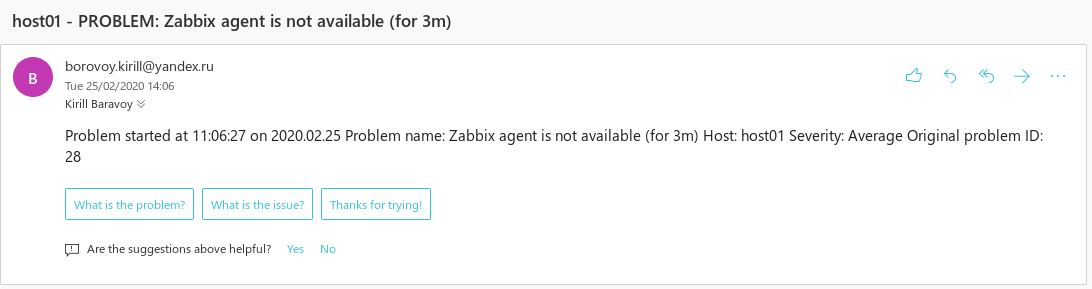 host01 - PROBLEM: Zabbix agent is not available (for 3m)
B
borovoy.kirill@yandex.ru
Tue 25/02/2020 14:06
Kirill Baravoy
Problem started at 11:06:27 on 2020.02.25 Problem name: Zabbix agent is not available (for 3m) Host: host01 Severity: Average Original problem ID:
28
What is the problem? What is the issue? Thanks for trying!
Are the suggestions above helpful? Yes No